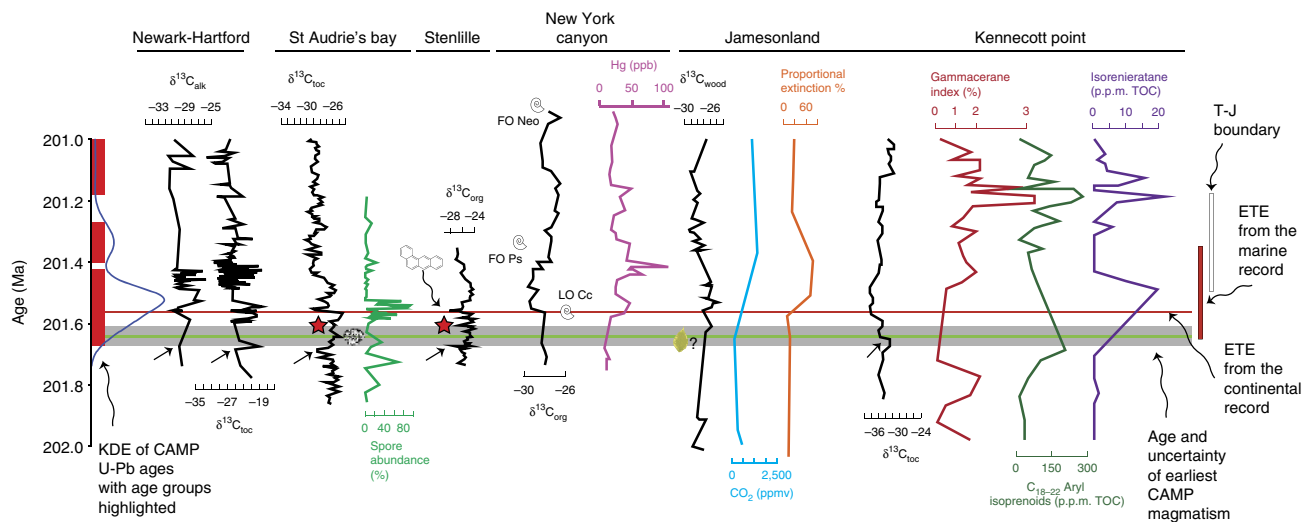 Newark-Hartford
St Audrie's bay
Stenlille
New York
canyon
Jamesonland
Kennecott point
δ13Calk
−33 −29 −25
δ13Ctoc
−34 −30 −26
Hg (ppb)
0 50 100
δ13Cwood
−30 −26
Proportional
extinction %
0 60
Gammacerane
index (%)
0 1 2 3
Isorenieratane
(p.p.m. TOC)
0 10 20
T-J
boundary
FO Neo
δ13Corg
−28 −24
FO Ps
LO Cc
ETE
from the
marine
record
Age (Ma)
201.0
201.2
201.4
201.6
201.8
202.0
?
−35 −27 −19
δ13Ctoc
0 40 80
Spore
abundance
(%)
−30 −26
δ13Corg
0 2,500
CO2 (ppmv)
−36 −30 −24
δ13Ctoc
0 150 300
C18–22 Aryl
isoprenoids (p.p.m. TOC)
ETE
from the
continental
record
KDE of CAMP
U-Pb ages
with age groups
highlighted
Age and
uncertainty
of earliest
CAMP
magmatism